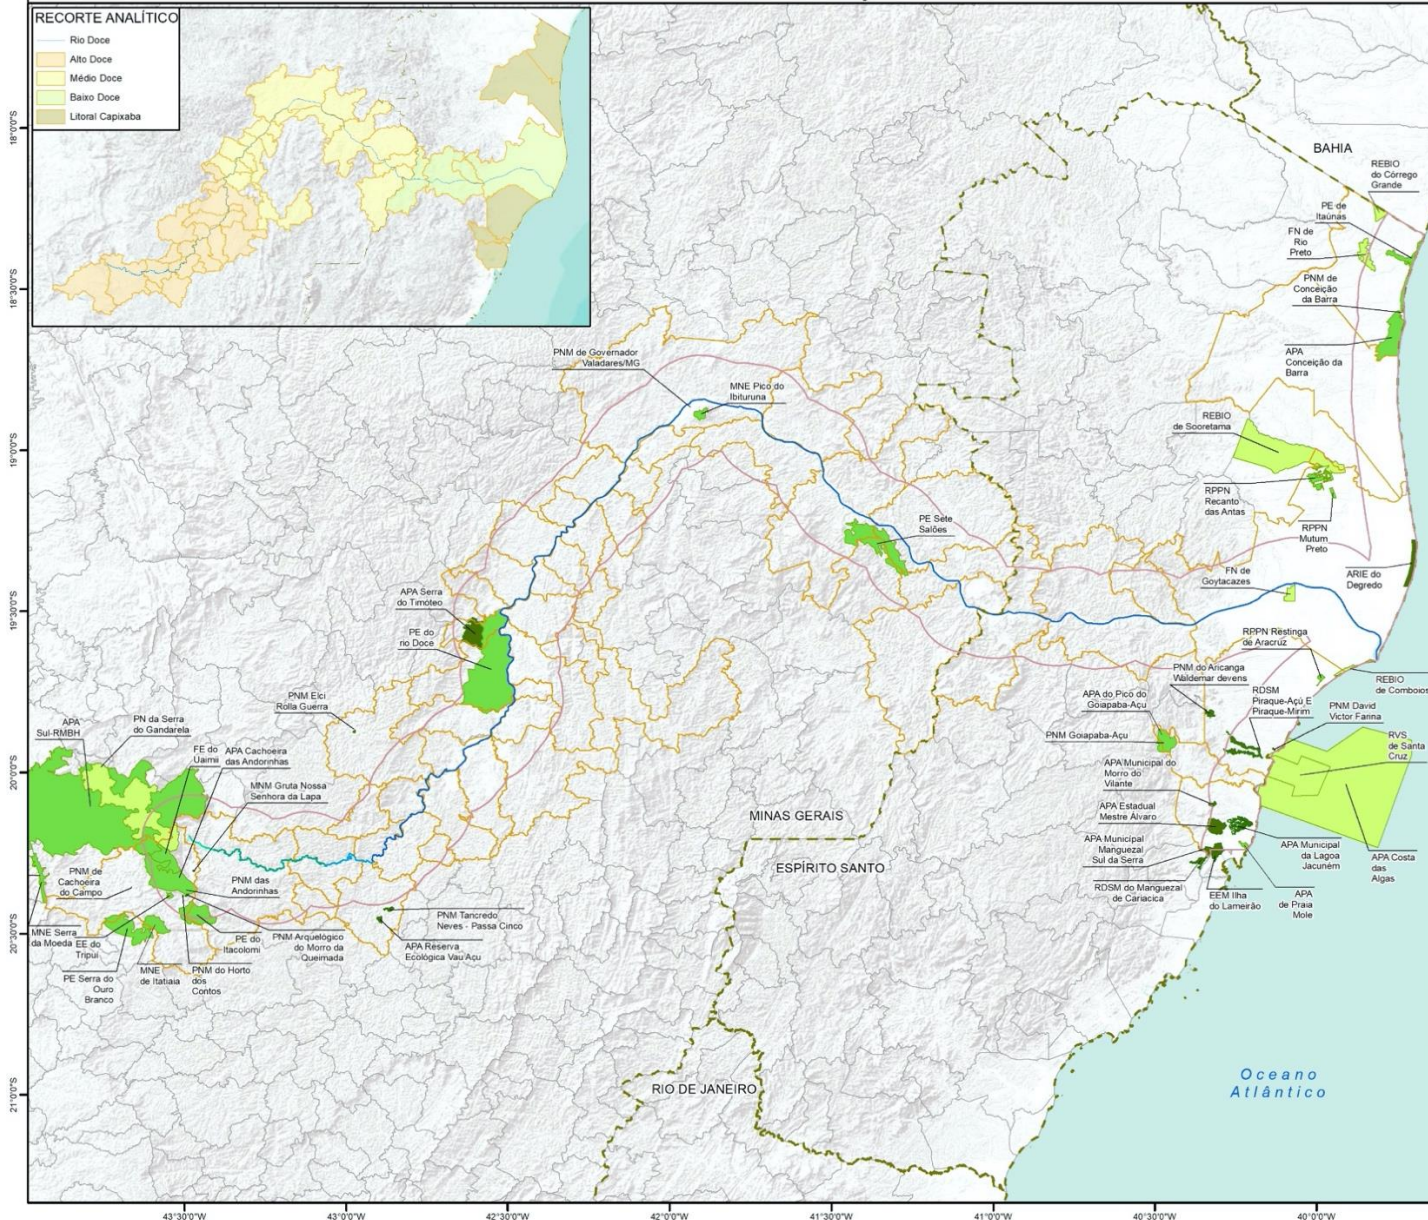 RECORTE ANALÍTICO
Rio Doce
Alto Doce
Médio Doce
Baixo Doce
Litoral Capixaba
BAHIA
REBIO
do Córrego
Grande
PE de
Itaúnas
FN de
Rio
Preto
PNM de
Conceição
da Barra
APA
Conceição da
Barra
PNM de Governador
Valadares/MG
MNE Pico do
Ibituruna
REBIO
de Sooretama
RPPN
Recanto
das Antas
RPPN
Mutum
Preto
PE Sete
Salões
FN de
Goytacazes
ARIE do
Degredo
APA Serra
do Timóteo
PE do
rio Doce
RPPN Restinga
de Aracruz
PNM do Aricanga
Waldemar devens
REBIO
de Comboios
RDSM
Piraque-Açú E
Piraque-Mirim
PNM David
Victor Farina
APA do Pico do
Goiapaba-Açu
PNM Goiapaba-Açu
RVS
de Santa
Cruz
PNM Elci
Rolla Guerra
APA
Sul-RMBH
PN da Serra
do Gandarela
FE do
Uaimii
APA Cachoeira
das Andorinhas
MNM Gruta Nossa
Senhora da Lapa
APA Municipal do
Morro do
Vilante
APA Estadual
Mestre Alvaro
APA Municipal
Manguezal
Sul da Serra
RDSM do Manguezal
de Cariacica
EEM Ilha
do Lameirão
APA
de Praia
Mole
APA Municipal
da Lagoa
Jacuném
APA Costa
das
Algas
MINAS GERAIS
ESPÍRITO SANTO
PNM de
Cachoeira
do Campo
PNM das
Andorinhas
MNE Serra
da Moeda
EE do
Tripuí
PE Serra do
Ouro
Branco
MNE
de Itatiaia
PNM do Horto
dos
Contos
PE do
Itacolomi
PNM Arquelógico
do Morro da
Queimada
PNM Tancredo
Neves - Passa Cinco
APA Reserva
Ecológica Vau Açu
RIO DE JANEIRO
Oceano
Atlântico
18°0'0"S
18°30'0"S
19°0'0"S
19°30'0"S
20°0'0"S
20°30'0"S
21°0'0"S
43°30'0"W
43°0'0"W
42°30'0"W
42°0'0"W
41°30'0"W
41°0'0"W
40°30'0"W
40°0'0"W